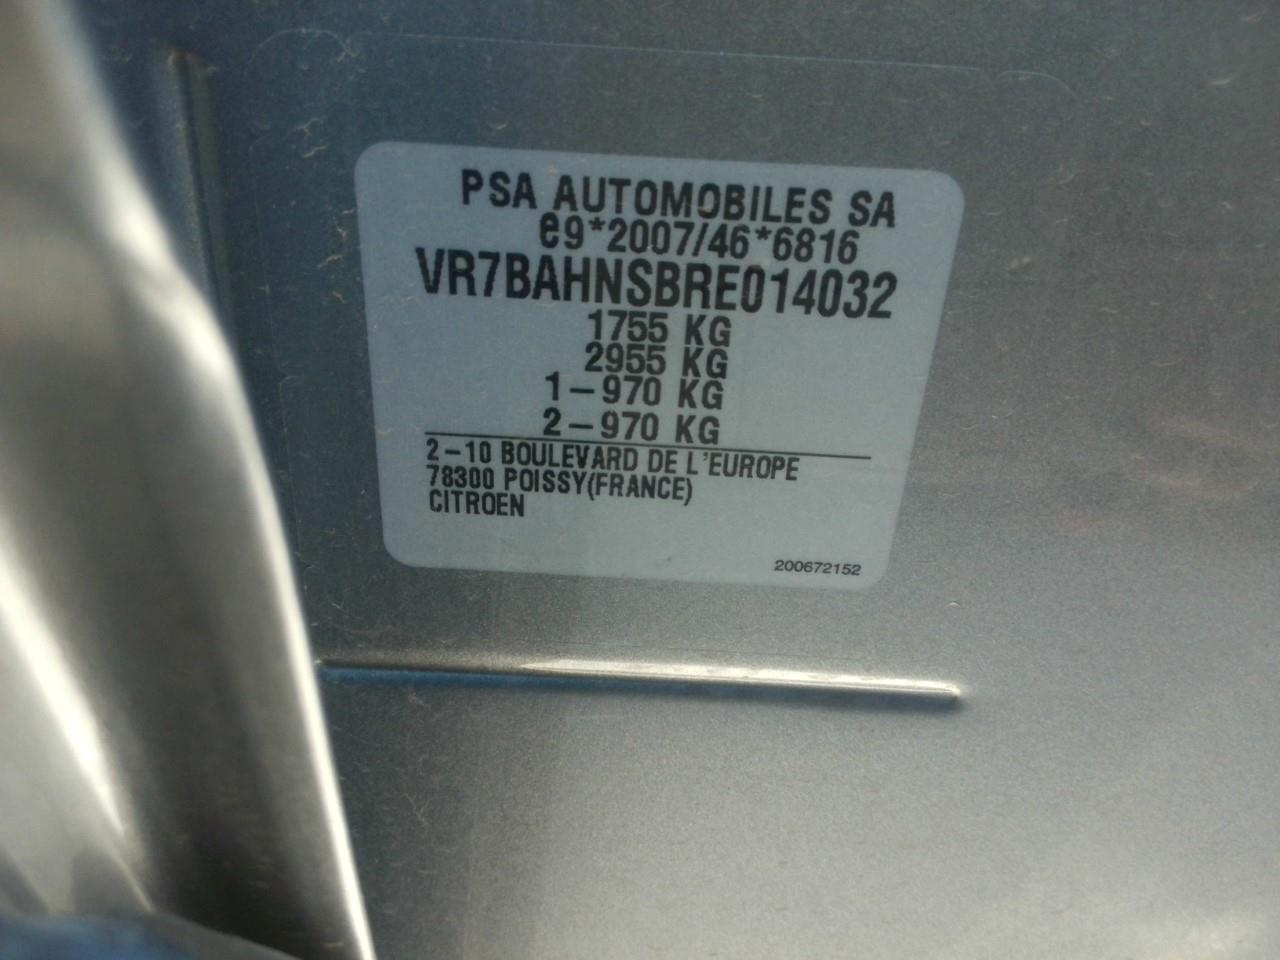 PSA AUTOMOBILES SA
e9*2007/46*6816
VR7BAHNSBRE014032
1755 KG
2955 KG
1-970 KG
2-970 KG
2-10 BOULEVARD DE L'EUROPE
78300 POISSY(FRANCE)
CITROEN
200672152